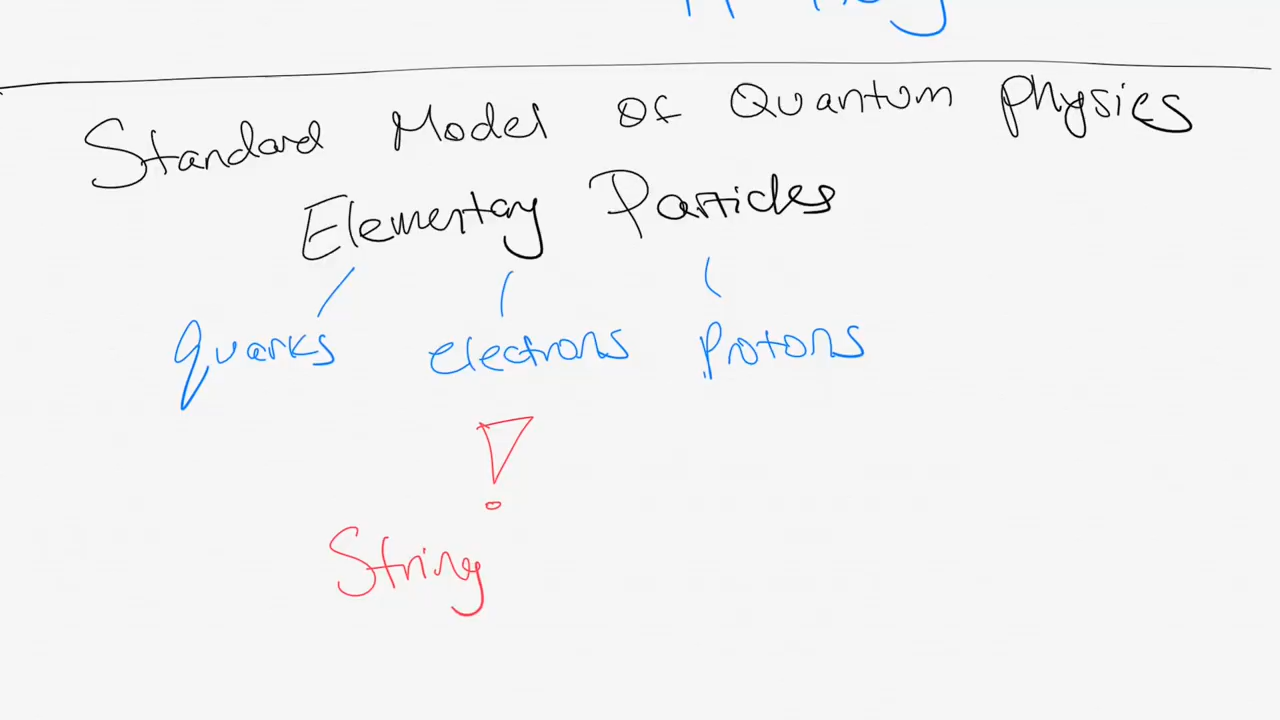 Standard Model of Quantum Physics
Elementary Particles
quarks electrons Protons
!
String